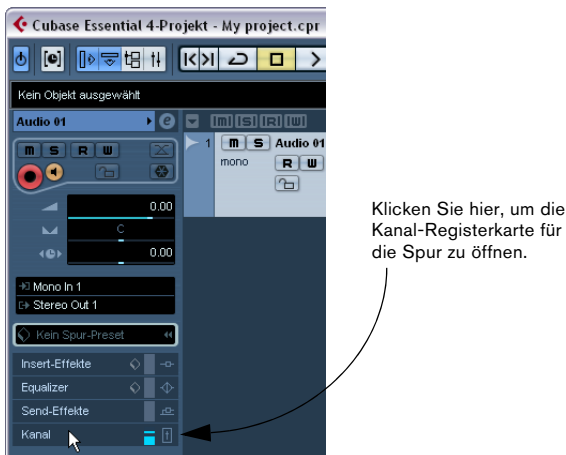 Cubase Essential 4-Projekt - My project.cpr
Kein Objekt ausgewählt
Audio 01
e
m S R W
1 m S Audio 01
mono R W
0.00
C
0.00
Mono In 1
Stereo Out 1
Kein Spur-Preset
Insert-Effekte
Equalizer
Send-Effekte
Kanal
Klicken Sie hier, um die
Kanal-Registerkarte für
die Spur zu öffnen.